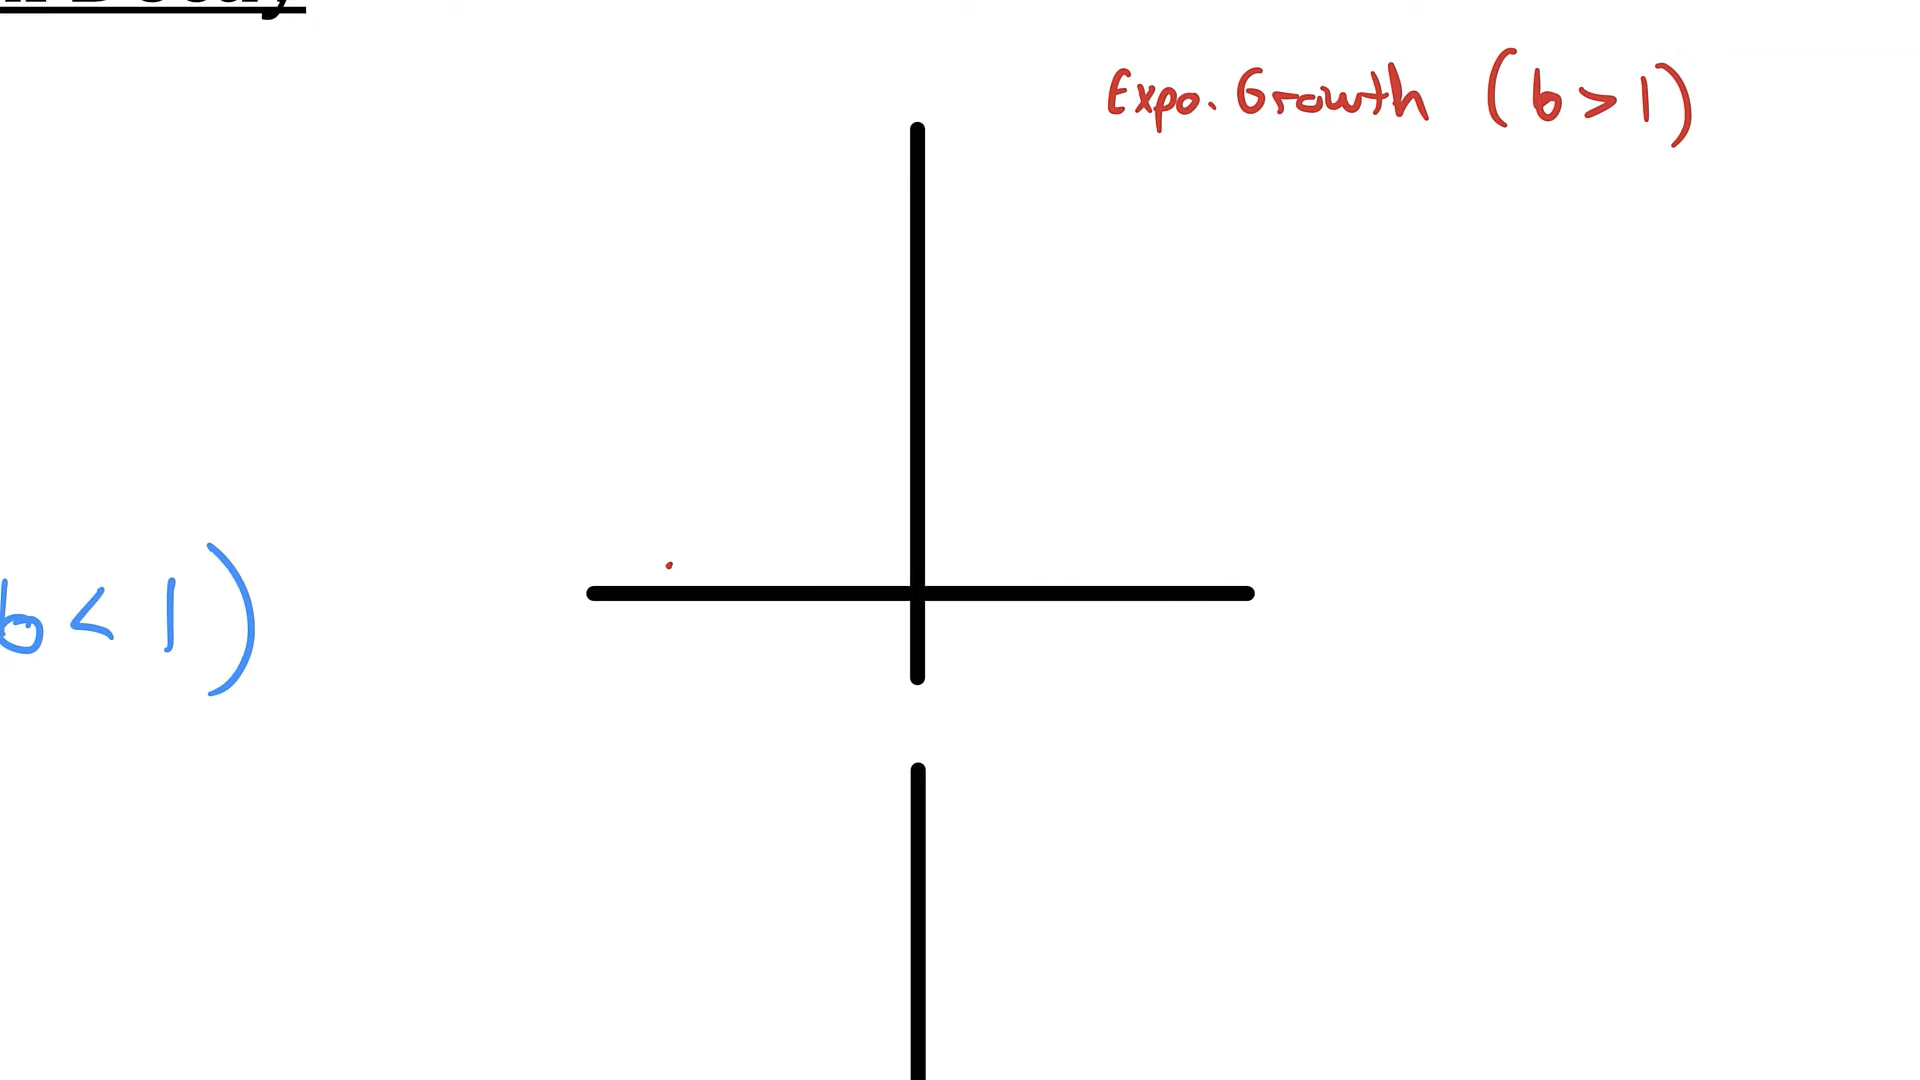 Expo. Growth (b > 1)
b < 1)